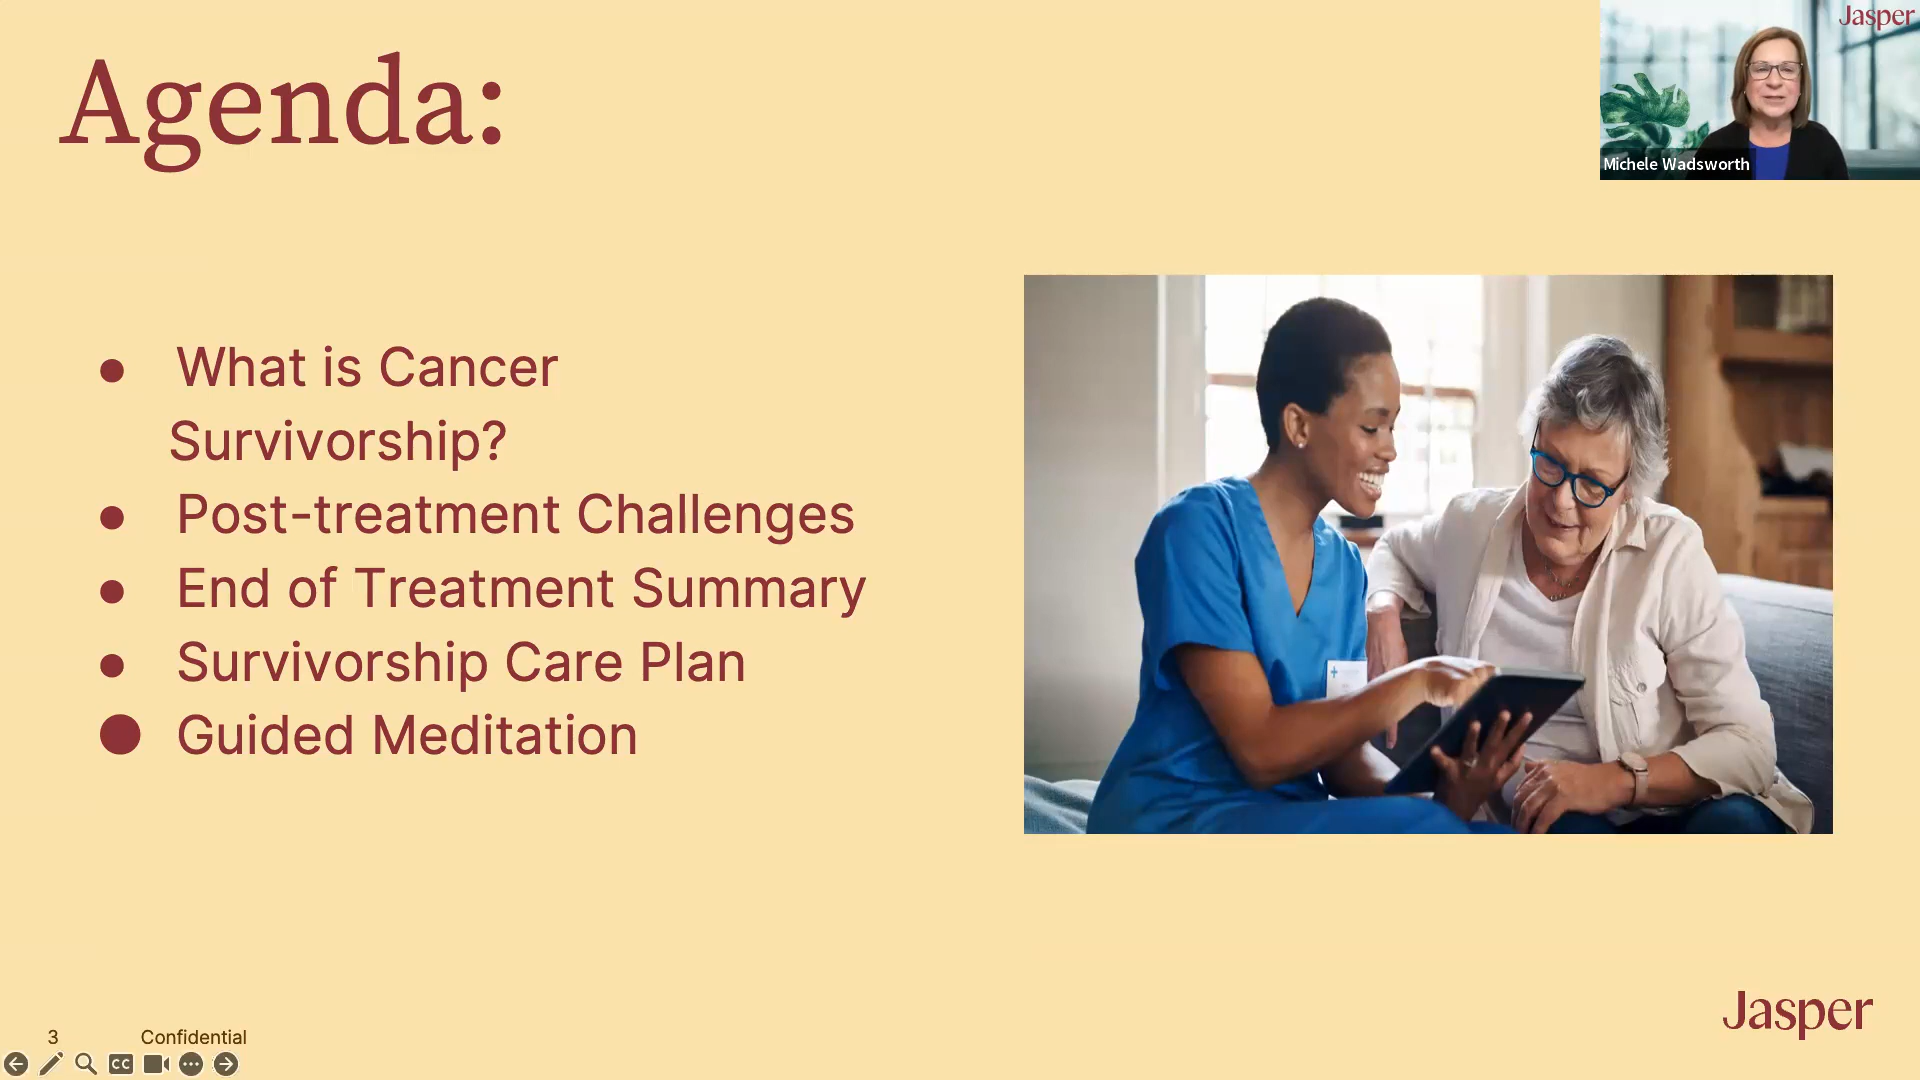 Agenda:
Jasper
Michele Wadsworth
● What is Cancer
Survivorship?
● Post-treatment Challenges
● End of Treatment Summary
● Survivorship Care Plan
● Guided Meditation
Jasper
3 Confidential
CC